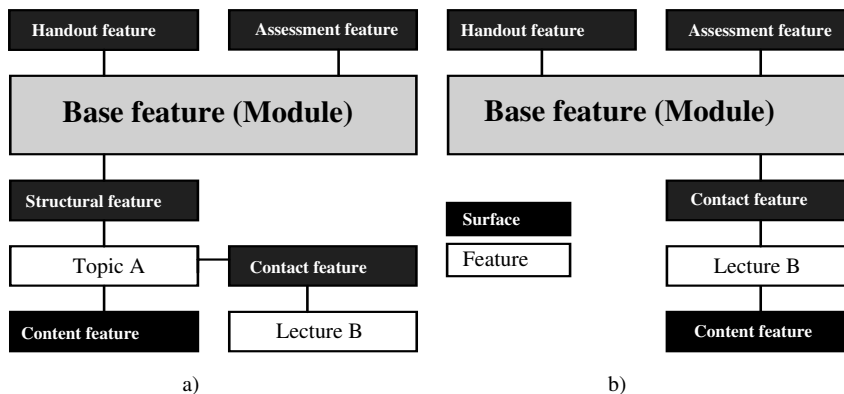 Handout feature
Assessment feature
Base feature (Module)
Structural feature
Topic A
Contact feature
Content feature
Lecture B
a)
Handout feature
Assessment feature
Base feature (Module)
Contact feature
Surface
Feature
Lecture B
Content feature
b)